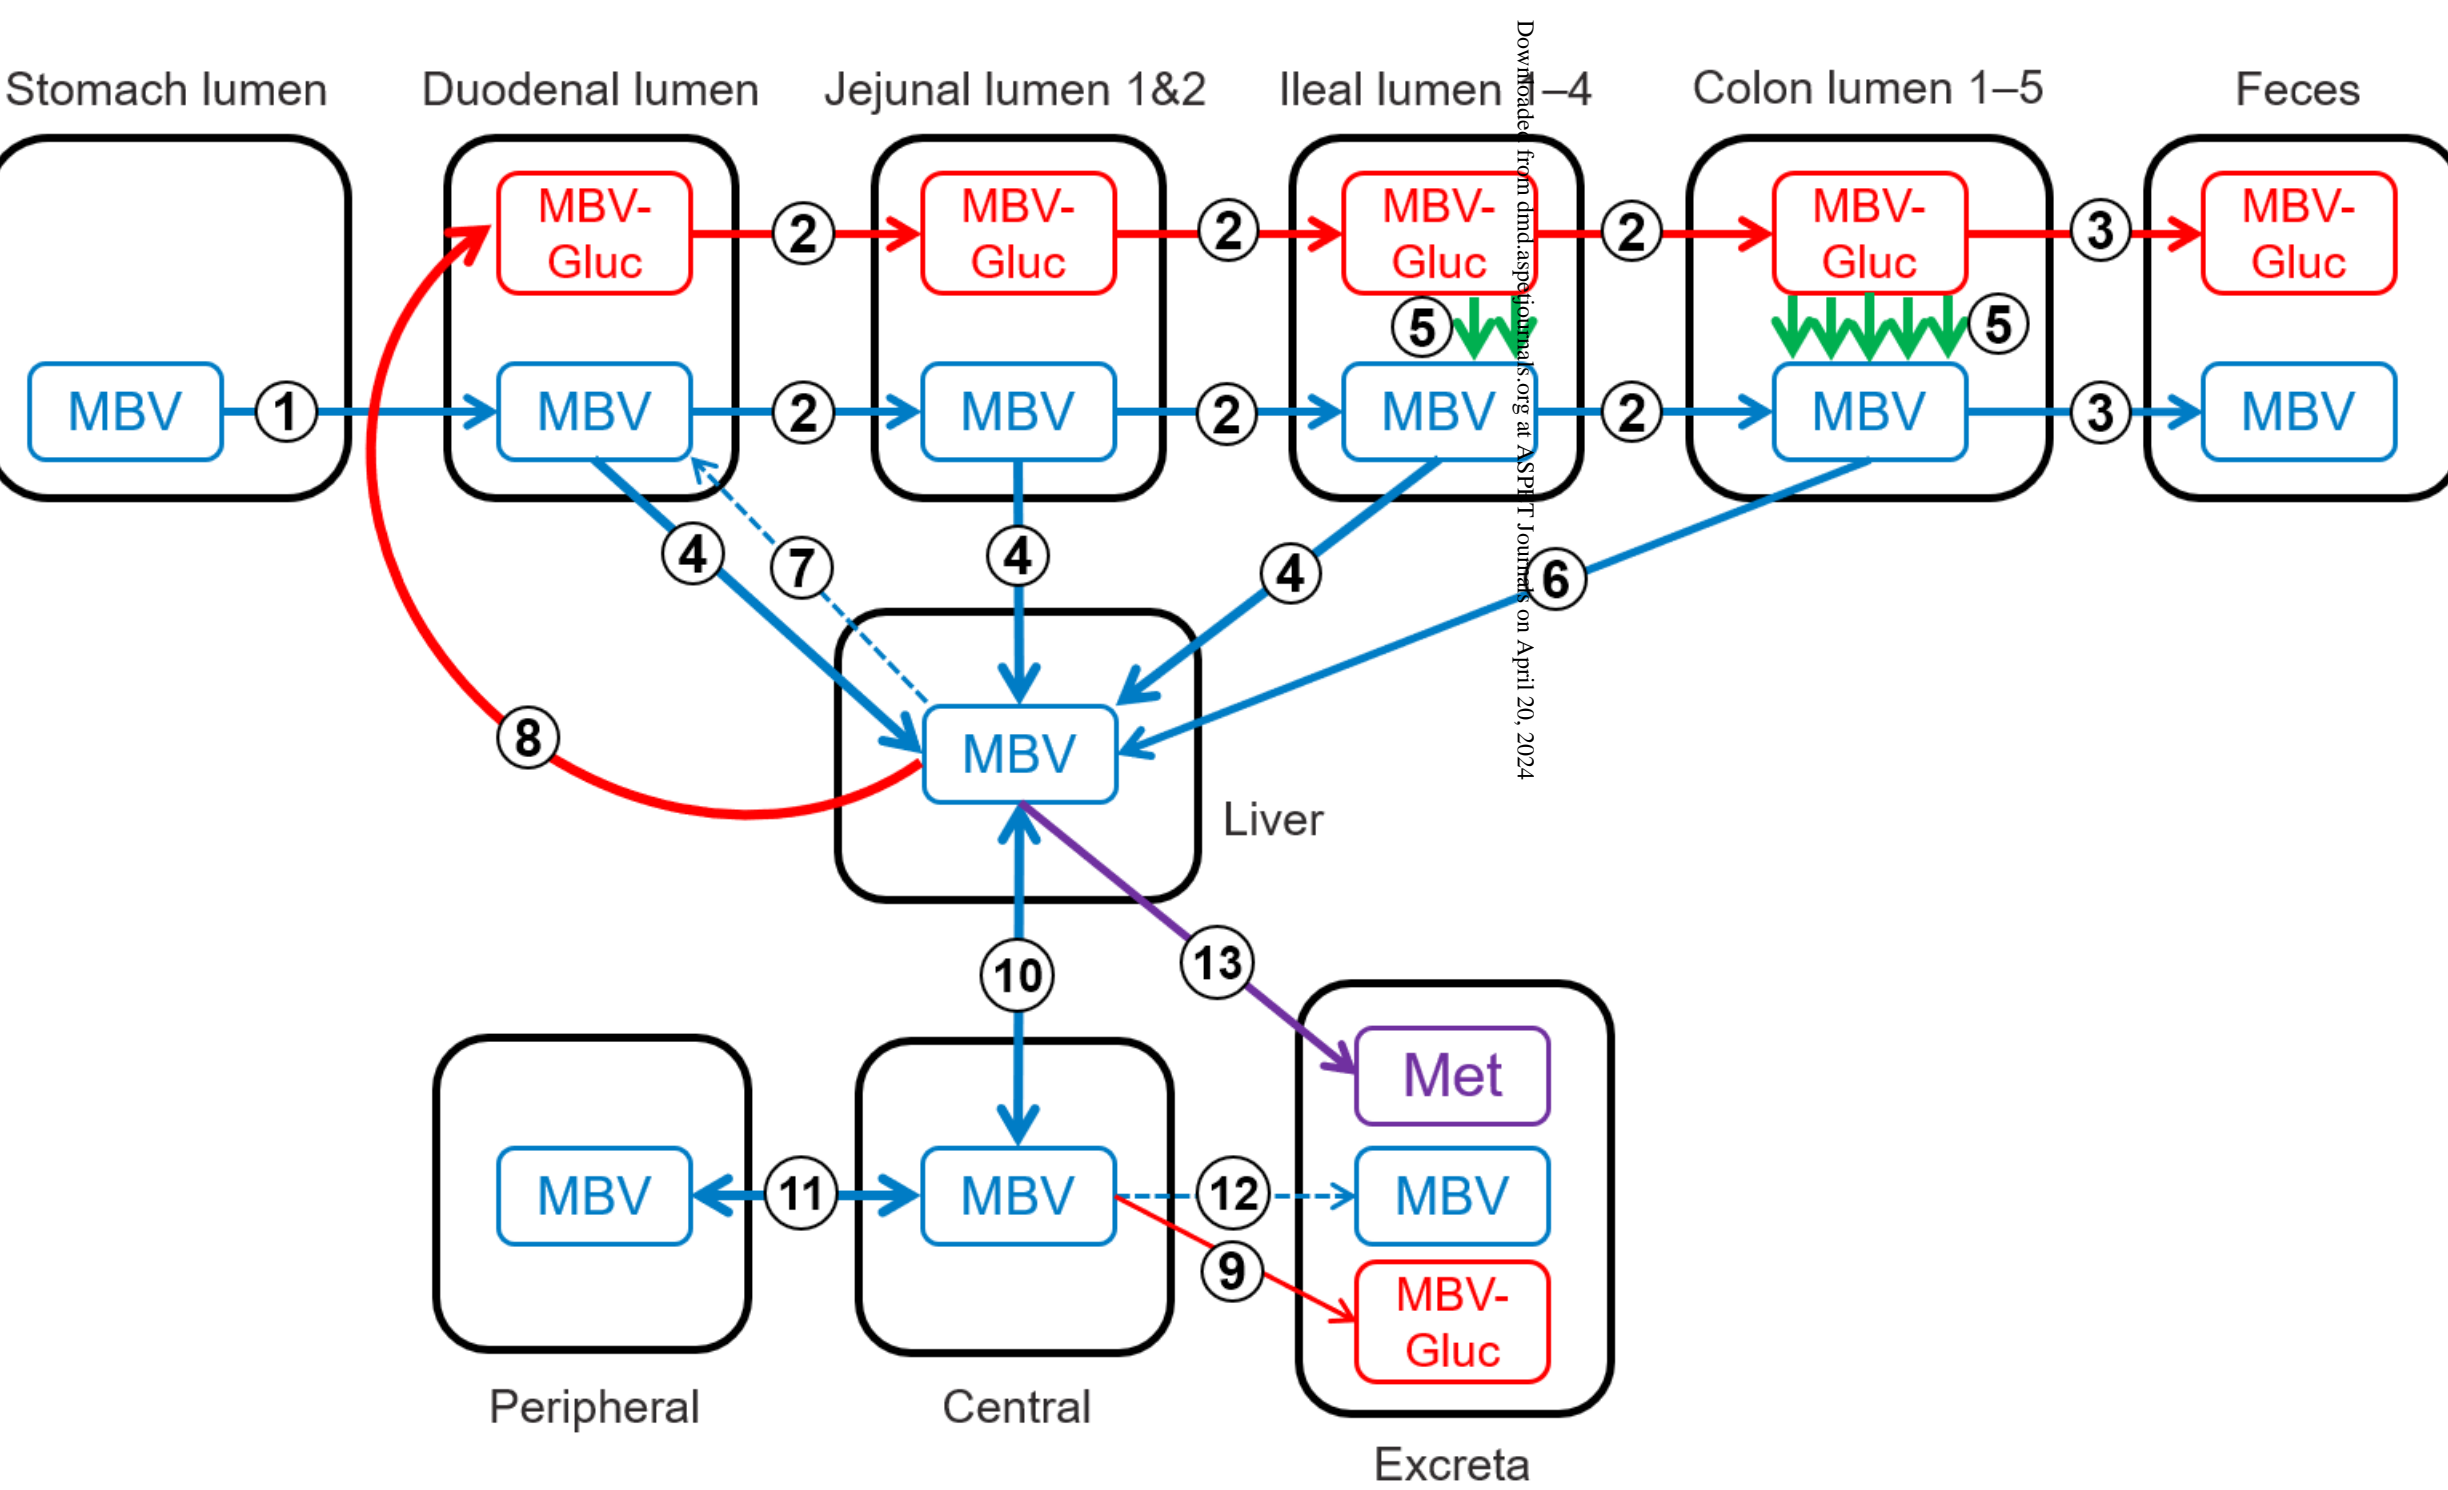 Stomach lumen
Duodenal lumen
Jejunal lumen 1&2
Ileal lumen 1–4
Colon lumen 1–5
Feces
MBV-
Gluc
2
MBV-
Gluc
2
MBV-
Gluc
2
MBV-
Gluc
3
MBV-
Gluc
5
5
MBV
1
MBV
2
MBV
2
MBV
2
MBV
3
MBV
4
7
4
4
6
8
MBV
Liver
10
13
Met
MBV
11
MBV
12
MBV
9
MBV-
Gluc
Peripheral
Central
Excreta
Downloaded from dmd.aspetjournals.org at ASPET Journals on April 20, 2024